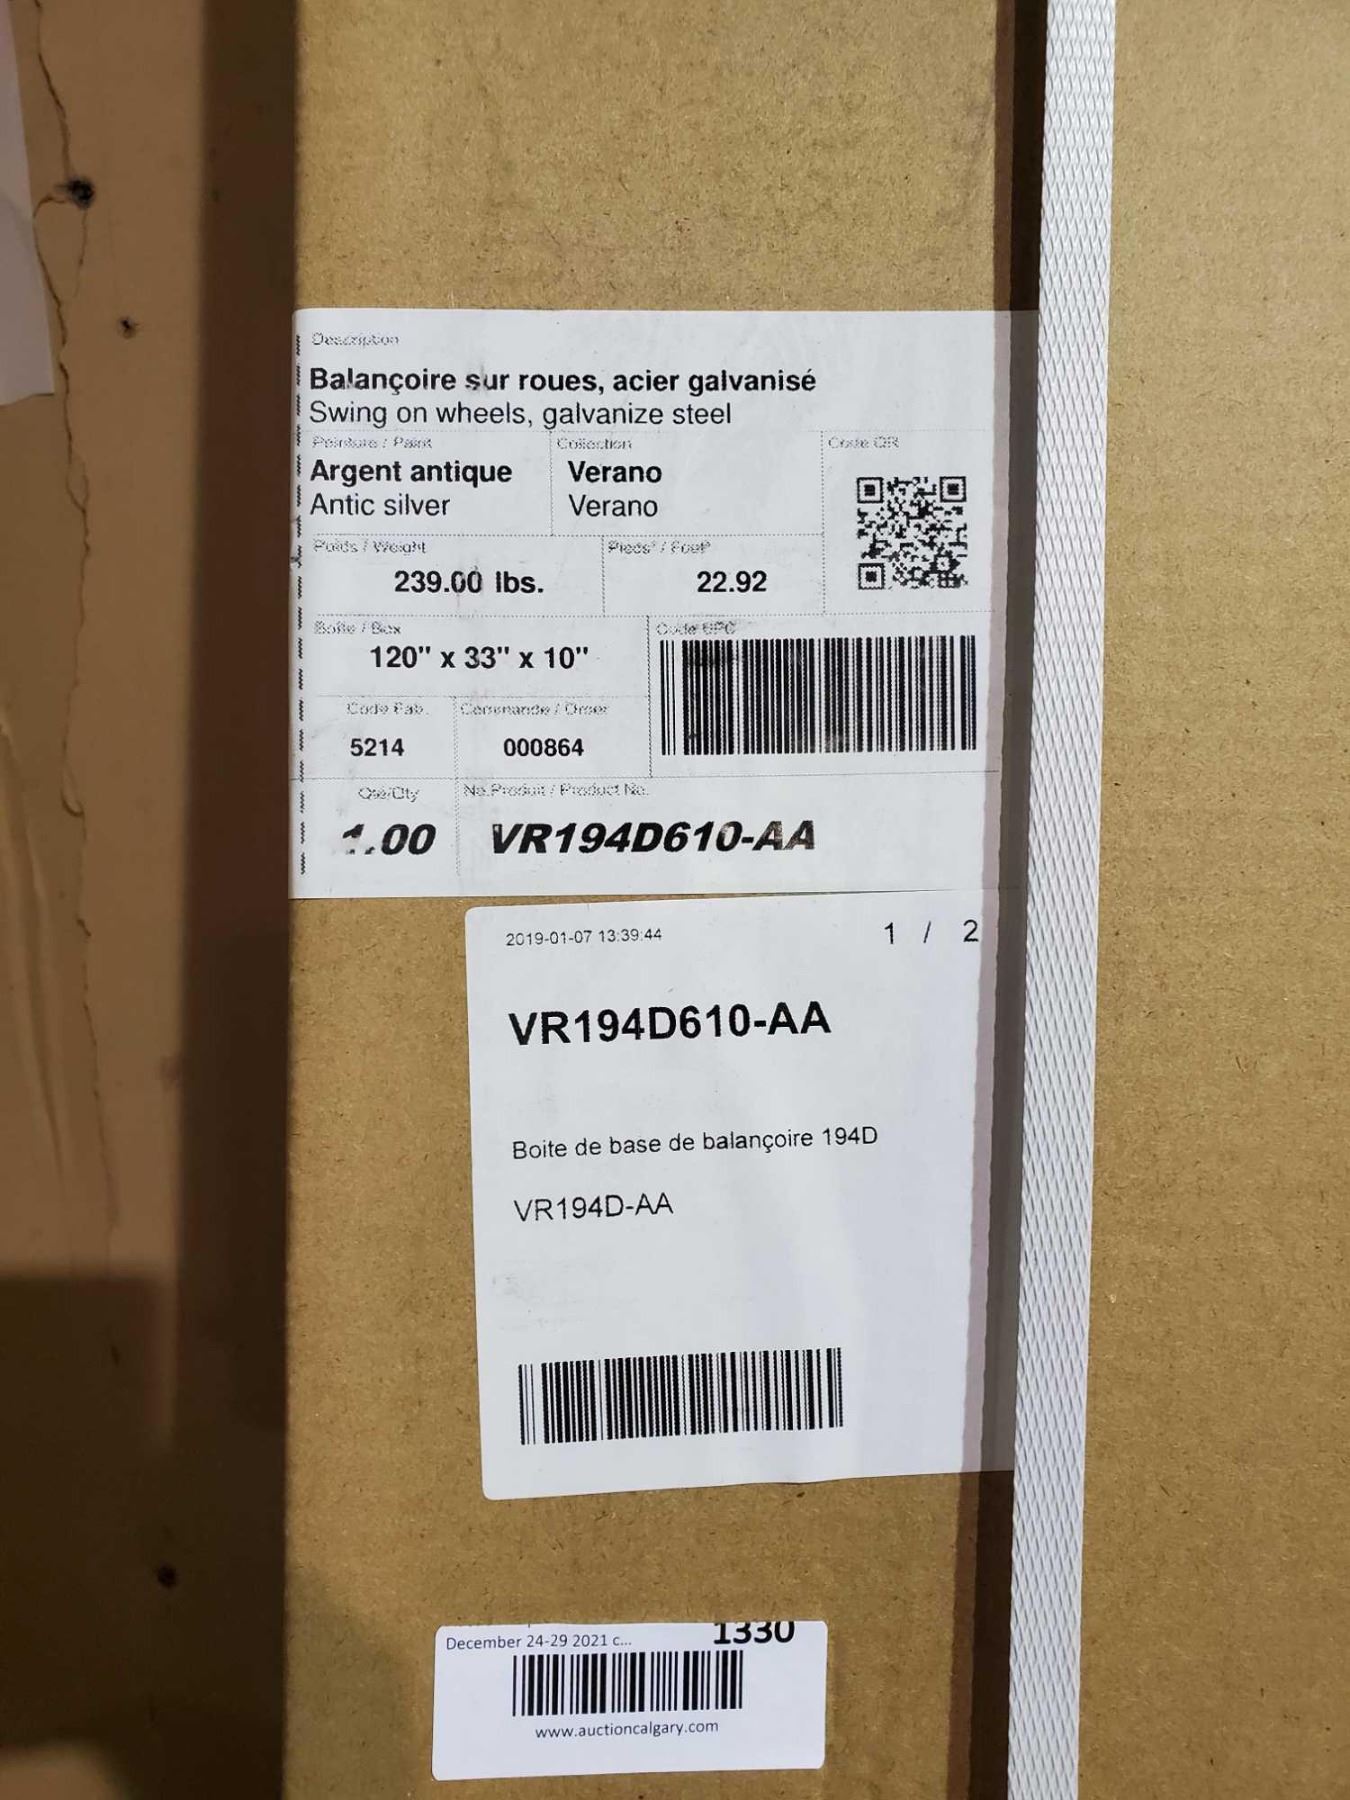 Description
Balançoire sur roues, acier galvanisé
Swing on wheels, galvanize steel
Peinture / Paint
Collection
Code QR
Argent antique
Verano
Antic silver
Verano
Poids / Weight
Pieds³ / Feet³
239.00 lbs.
22.92
Boîte / Box
Code UPC
120" x 33" x 10"
Code Fab.
Commande / Order
5214
000864
Qté/Qty
No.Produit / Product No.
1.00
VR194D610-AA
2019-01-07 13:39:44
1 / 2
VR194D610-AA
Boite de base de balançoire 194D
VR194D-AA
December 24-29 2021 c...
1330
www.auctioncalgary.com